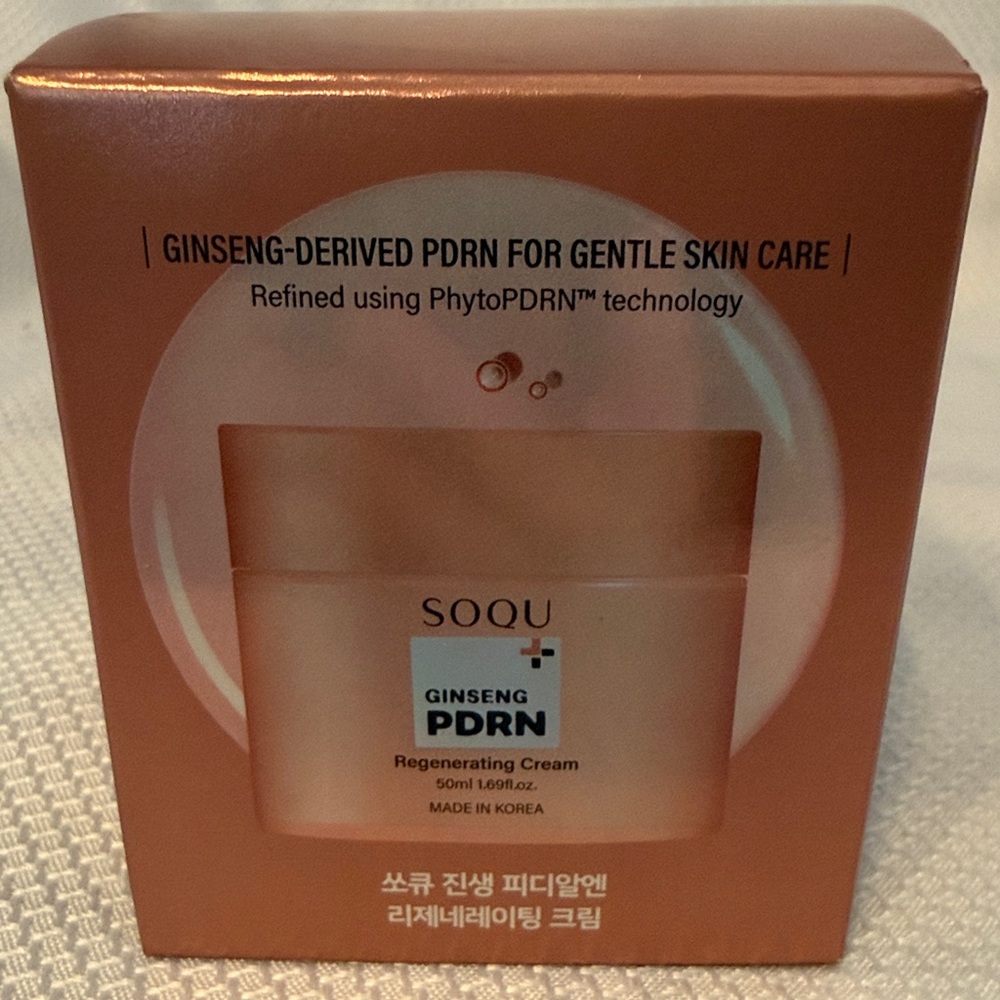 | GINSENG-DERIVED PDRN FOR GENTLE SKIN CARE |
Refined using PhytoPDRN™ technology
SOQU
GINSENG
PDRN
Regenerating Cream
50ml 1.69fl.oz.
MADE IN KOREA
쏘큐 진생 피디알엔
리제네레이팅 크림